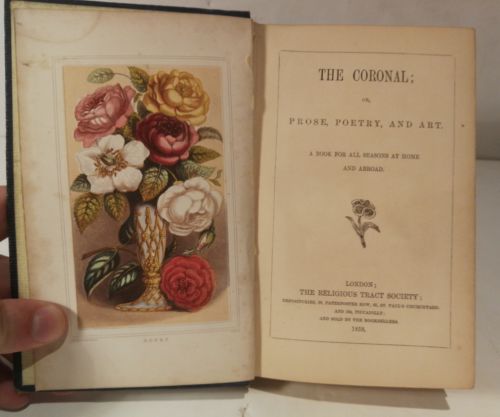 THE CORONAL;
OR,
PROSE, POETRY, AND ART.
A BOOK FOR ALL SEASONS AT HOME
AND ABROAD.
LONDON;
THE RELIGIOUS TRACT SOCIETY;
DEPOSITORIES, 56, PATERNOSTER ROW, 65, ST. PAUL'S CHURCHYARD,
AND 164, PICCADILLY;
AND SOLD BY THE BOOKSELLERS.